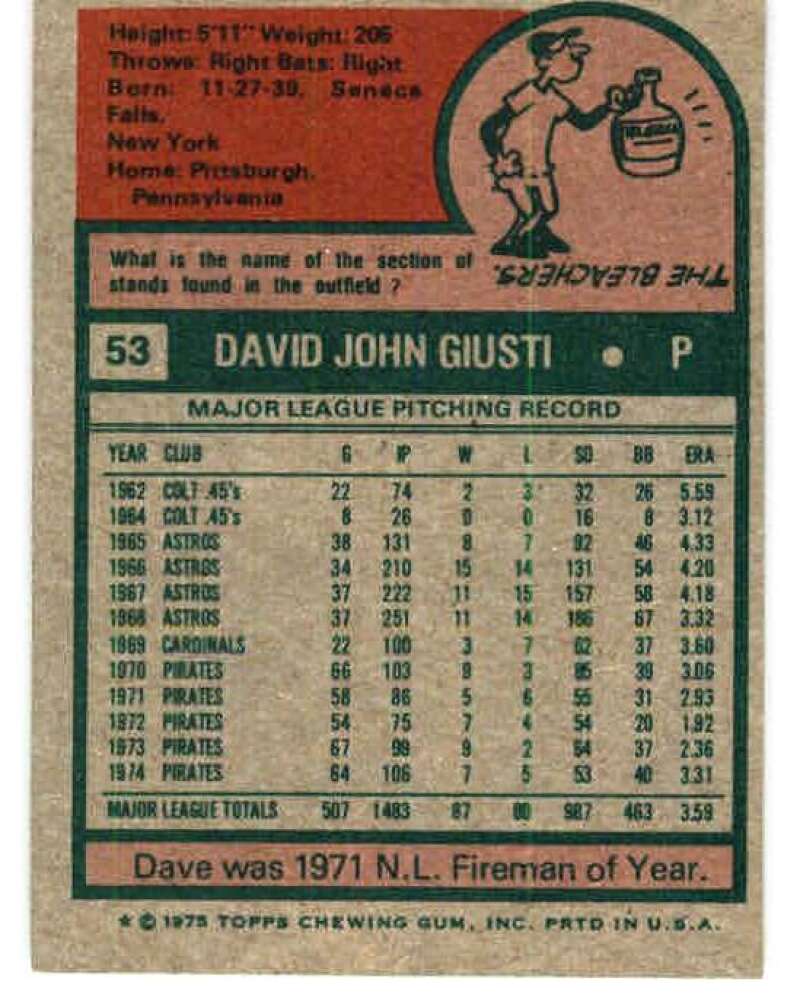 Height: 5'11" Weight: 205
Throws: Right Bats: Right
Born: 11-27-39, Seneca
Falls,
New York
Home: Pittsburgh,
Pennsylvania
What is the name of the section of
stands found in the outfield ?
THE BLEACHERS.
53 DAVID JOHN GIUSTI • P
MAJOR LEAGUE PITCHING RECORD
YEAR CLUB G IP W L SO BB ERA
1962 COLT .45's 22 74 2 3 32 26 5.59
1964 COLT .45's 8 26 0 0 16 8 3.12
1965 ASTROS 38 131 8 7 92 46 4.33
1966 ASTROS 34 210 15 14 131 54 4.20
1967 ASTROS 37 222 11 15 157 58 4.18
1968 ASTROS 37 251 11 14 186 67 3.32
1969 CARDINALS 22 100 3 7 62 37 3.60
1970 PIRATES 66 103 9 3 85 39 3.06
1971 PIRATES 58 86 5 6 55 31 2.93
1972 PIRATES 54 75 7 4 54 20 1.92
1973 PIRATES 67 99 9 2 64 37 2.36
1974 PIRATES 64 106 7 5 53 40 3.31
MAJOR LEAGUE TOTALS 507 1483 87 80 987 463 3.59
Dave was 1971 N.L. Fireman of Year.
★ © 1975 TOPPS CHEWING GUM, INC. PRTD IN U.S.A.